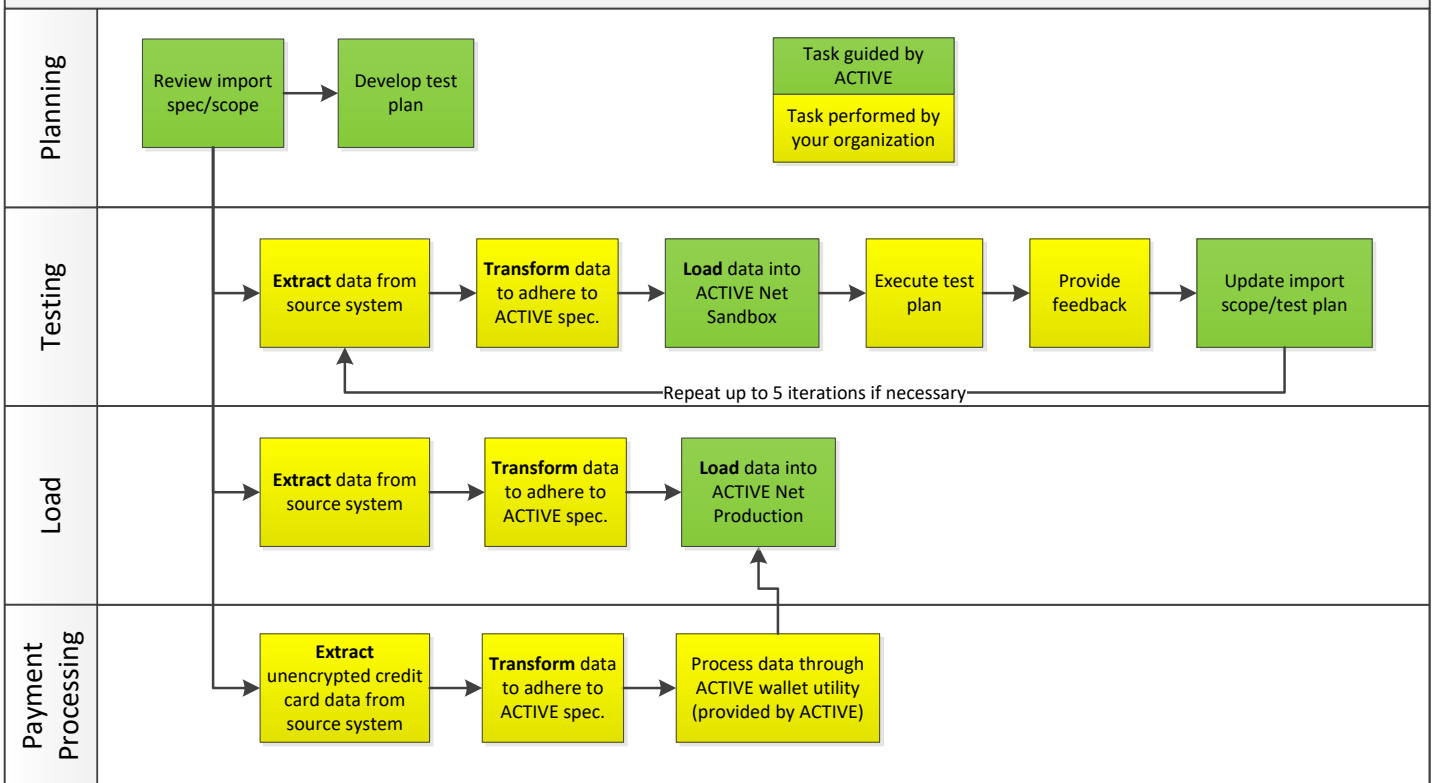 Planning
Review import
spec/scope
Develop test
plan
Task guided by
ACTIVE
Task performed by
your organization
Testing
Extract data from
source system
Transform data
to adhere to
ACTIVE spec.
Load data into
ACTIVE Net
Sandbox
Execute test
plan
Provide
feedback
Update import
scope/test plan
Repeat up to 5 iterations if necessary
Load
Extract data from
source system
Transform data
to adhere to
ACTIVE spec.
Load data into
ACTIVE Net
Production
Payment
Processing
Extract
unencrypted credit
card data from
source system
Transform data
to adhere to
ACTIVE spec.
Process data through
ACTIVE wallet utility
(provided by ACTIVE)